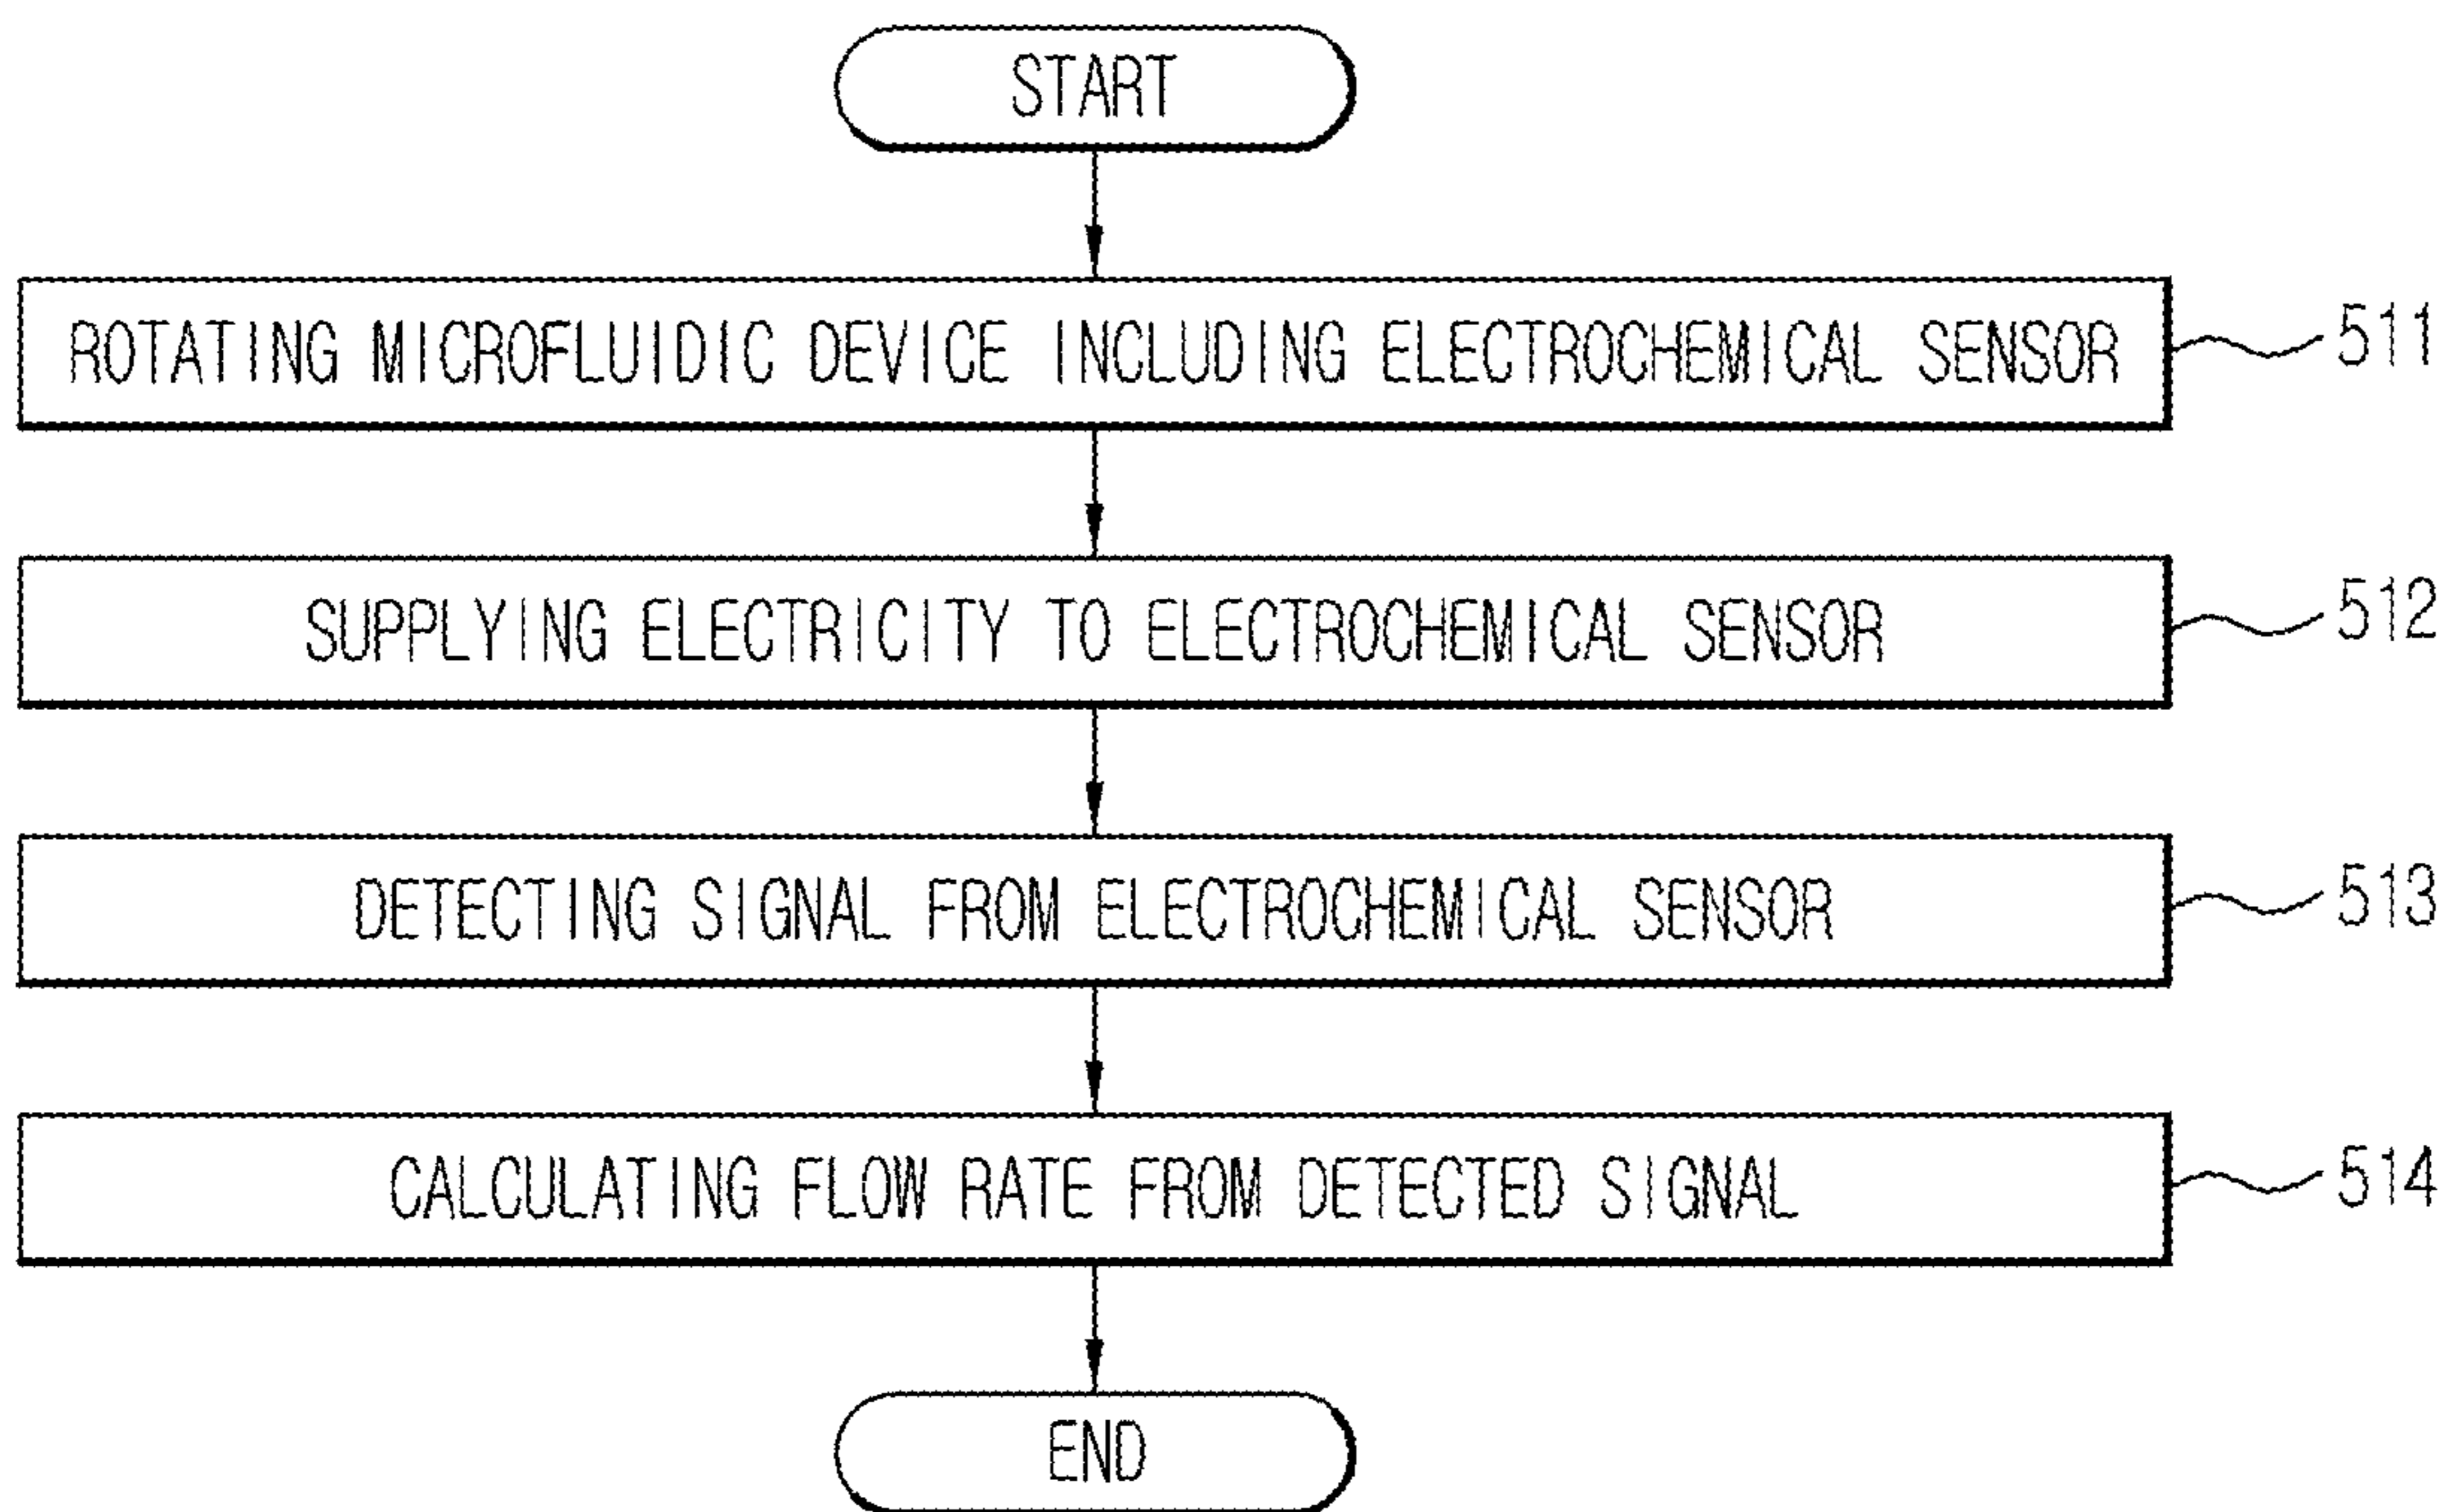 START
ROTATING MICROFLUIDIC DEVICE INCLUDING ELECTROCHEMICAL SENSOR 511
SUPPLYING ELECTRICITY TO ELECTROCHEMICAL SENSOR 512
DETECTING SIGNAL FROM ELECTROCHEMICAL SENSOR 513
CALCULATING FLOW RATE FROM DETECTED SIGNAL 514
END